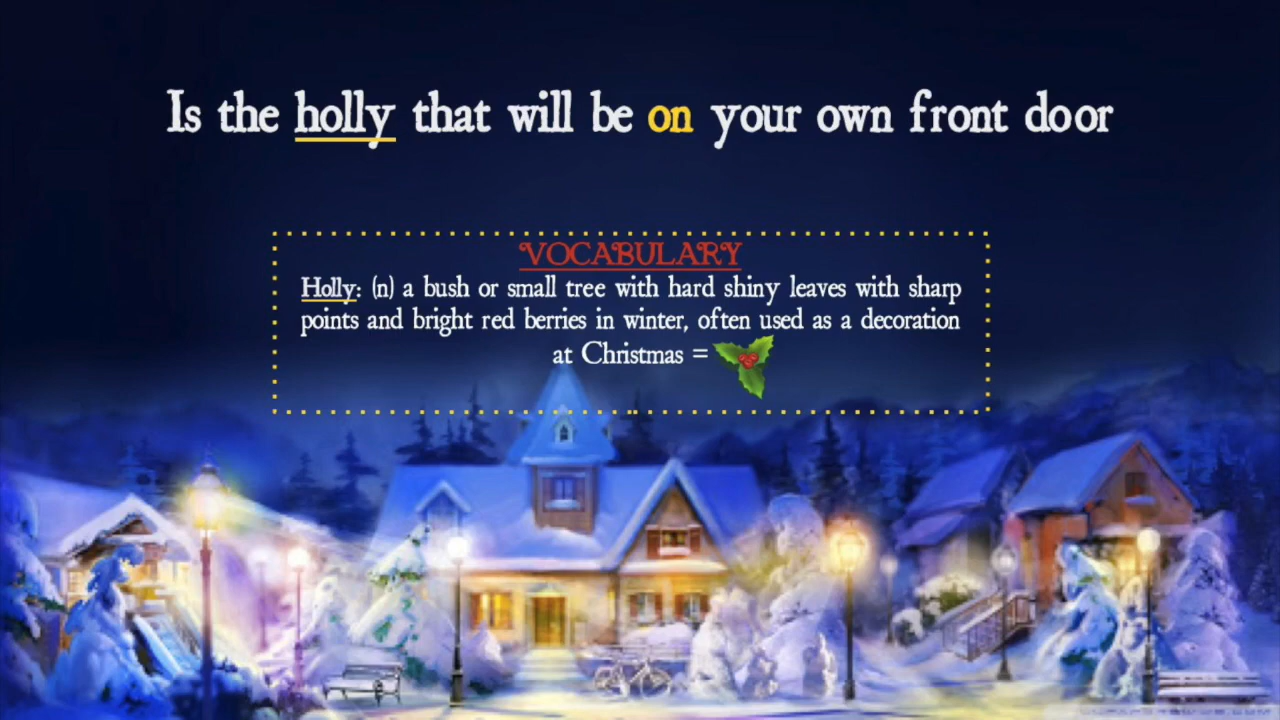 Is the holly that will be on your own front door
VOCABULARY
Holly: (n) a bush or small tree with hard shiny leaves with sharp
points and bright red berries in winter, often used as a decoration
at Christmas =